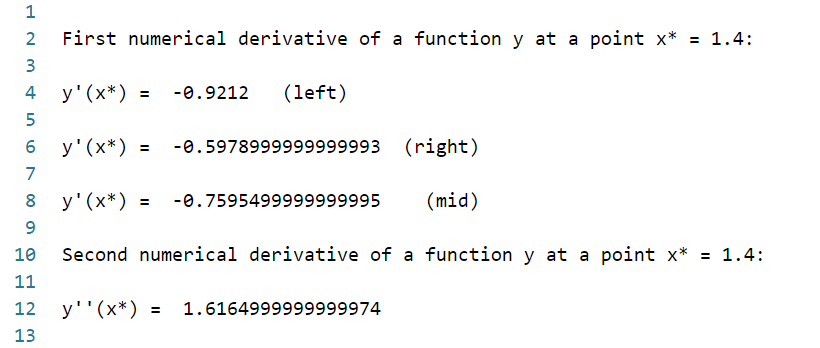 1
2 First numerical derivative of a function y at a point x* = 1.4:
3
4 y'(x*) = -0.9212 (left)
5
6 y'(x*) = -0.5978999999999993 (right)
7
8 y'(x*) = -0.7595499999999995 (mid)
9
10 Second numerical derivative of a function y at a point x* = 1.4:
11
12 y''(x*) = 1.6164999999999974
13